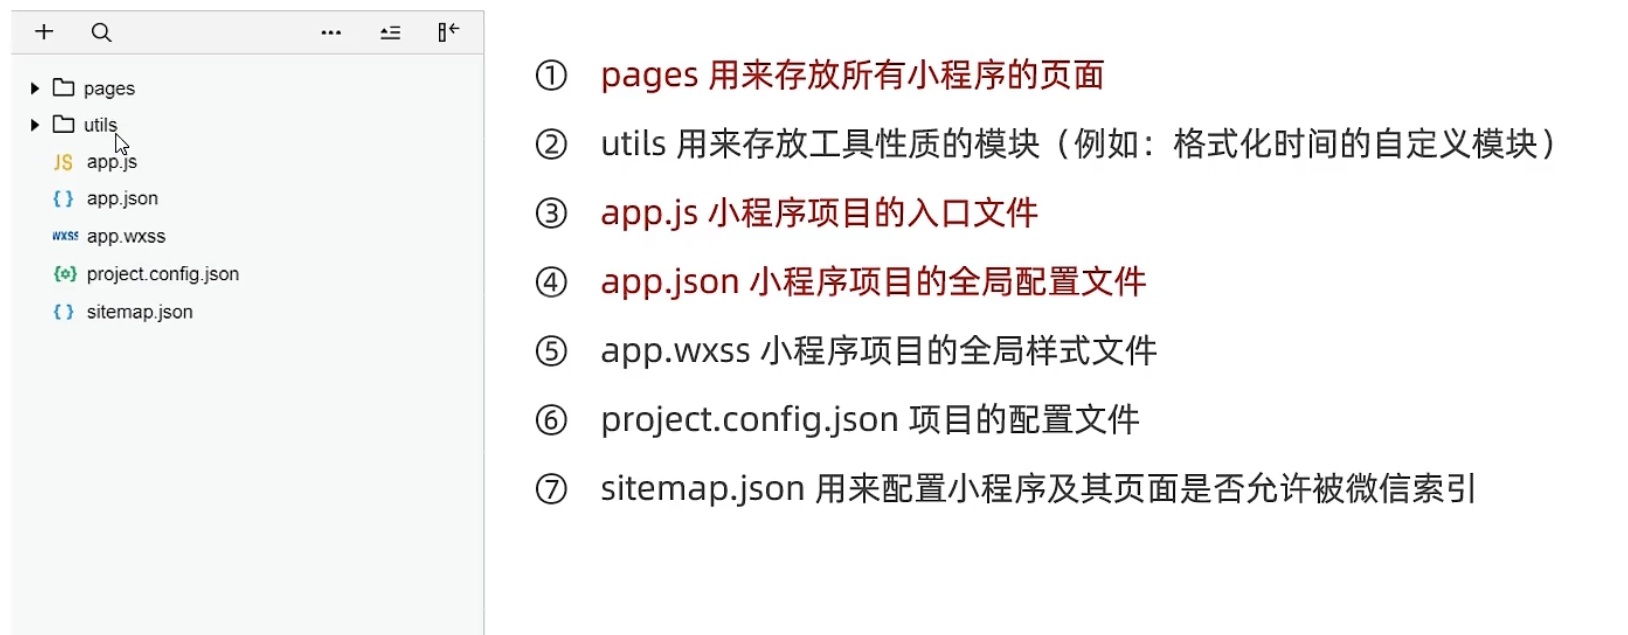 pages
utils
JS app.js
{ } app.json
WXSS app.wxss
{o} project.config.json
{ } sitemap.json
① pages 用来存放所有小程序的页面
② utils 用来存放工具性质的模块（例如：格式化时间的自定义模块）
③ app.js 小程序项目的入口文件
④ app.json 小程序项目的全局配置文件
⑤ app.wxss 小程序项目的全局样式文件
⑥ project.config.json 项目的配置文件
⑦ sitemap.json 用来配置小程序及其页面是否允许被微信索引